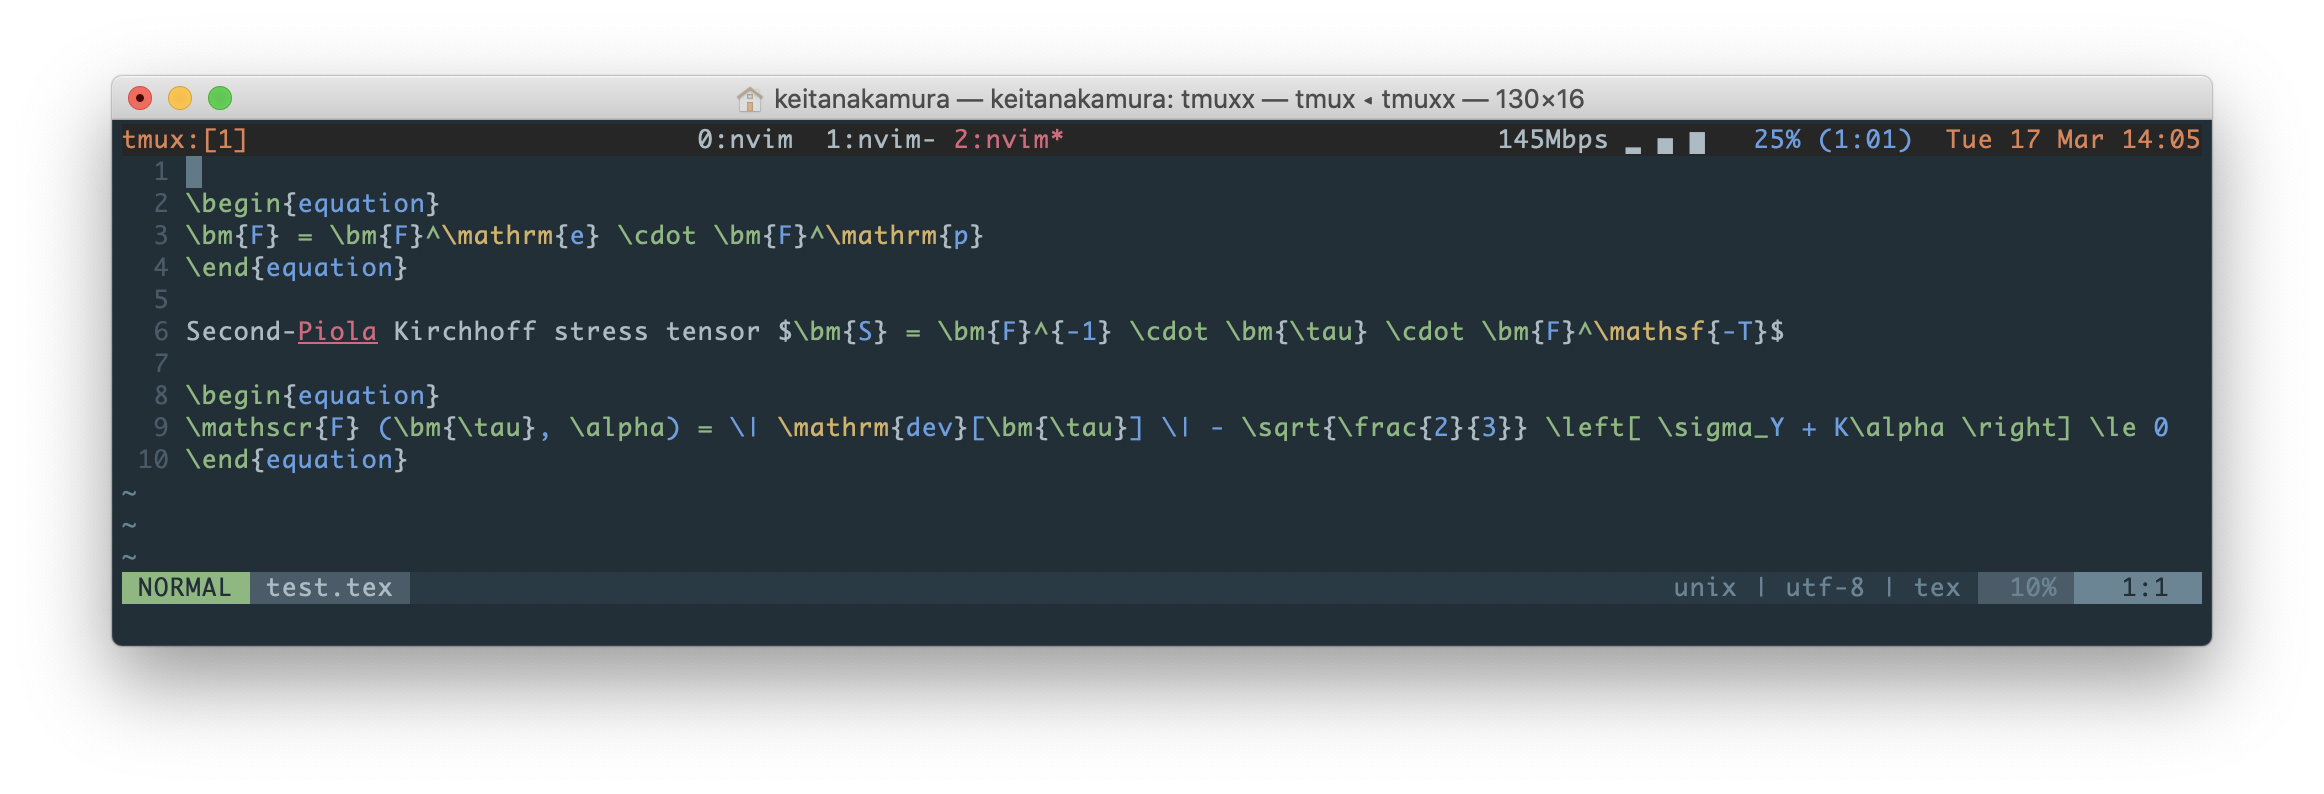 keitanakamura — keitanakamura: tmuxx — tmux ◂ tmuxx — 130×16
tmux:[1] 0:nvim 1:nvim- 2:nvim* 145Mbps ▂ ▄ ▆ 25% (1:01) Tue 17 Mar 14:05
1
2 \begin{equation}
3 \bm{F} = \bm{F}^\mathrm{e} \cdot \bm{F}^\mathrm{p}
4 \end{equation}
5
6 Second-Piola Kirchhoff stress tensor $\bm{S} = \bm{F}^{-1} \cdot \bm{\tau} \cdot \bm{F}^\mathsf{-T}$
7
8 \begin{equation}
9 \mathscr{F} (\bm{\tau}, \alpha) = \| \mathrm{dev}[\bm{\tau}] \| - \sqrt{\frac{2}{3}} \left[ \sigma_Y + K\alpha \right] \le 0
10 \end{equation}
~
~
~
NORMAL test.tex unix | utf-8 | tex 10% 1:1